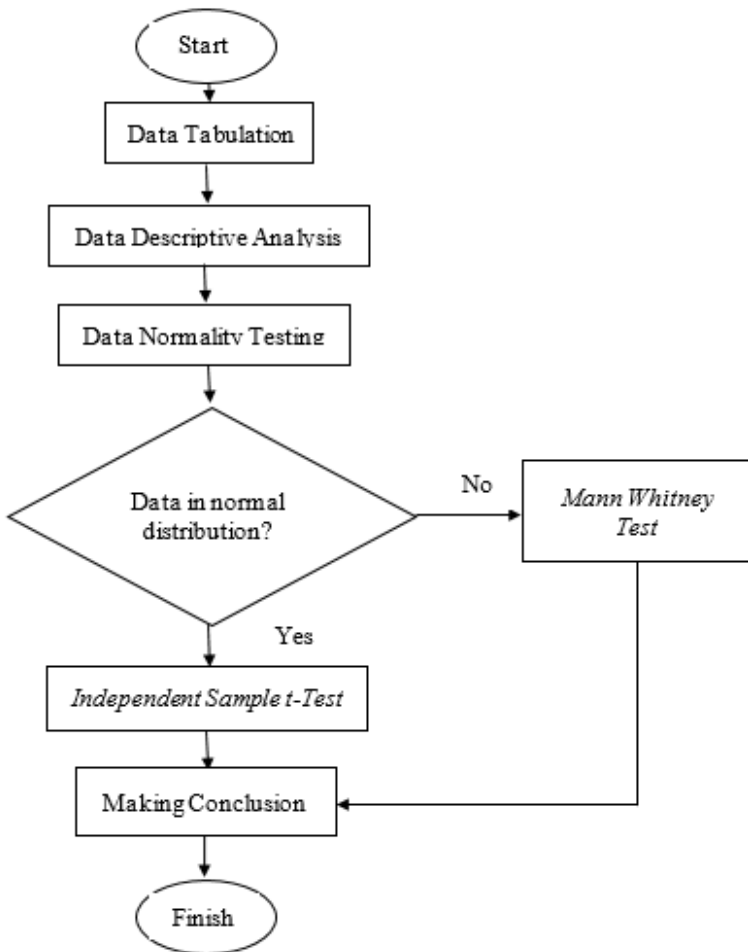 Start
Data Tabulation
Data Descriptive Analysis
Data Normality Testing
Data in normal
distribution?
No
Mann Whitney
Test
Yes
Independent Sample t-Test
Making Conclusion
Finish